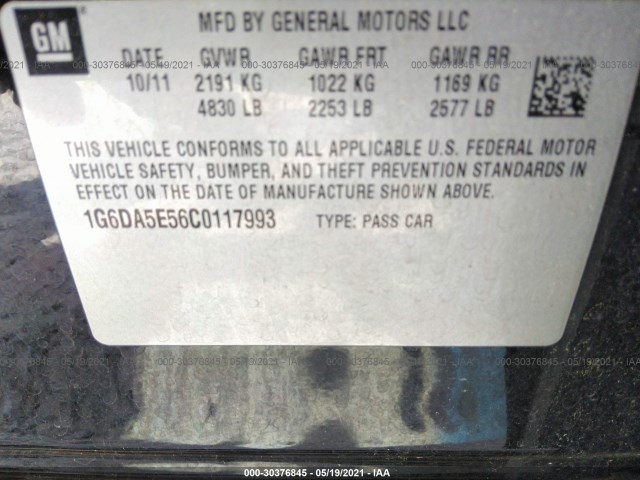 GM
MFD BY GENERAL MOTORS LLC
DATE GVWR GAWR FRT GAWR RR
10/11 2191 KG 1022 KG 1169 KG
4830 LB 2253 LB 2577 LB
THIS VEHICLE CONFORMS TO ALL APPLICABLE U.S. FEDERAL MOTOR
VEHICLE SAFETY, BUMPER, AND THEFT PREVENTION STANDARDS IN
EFFECT ON THE DATE OF MANUFACTURE SHOWN ABOVE.
1G6DA5E56C0117993 TYPE: PASS CAR
000-30376845 - 05/19/2021 - IAA